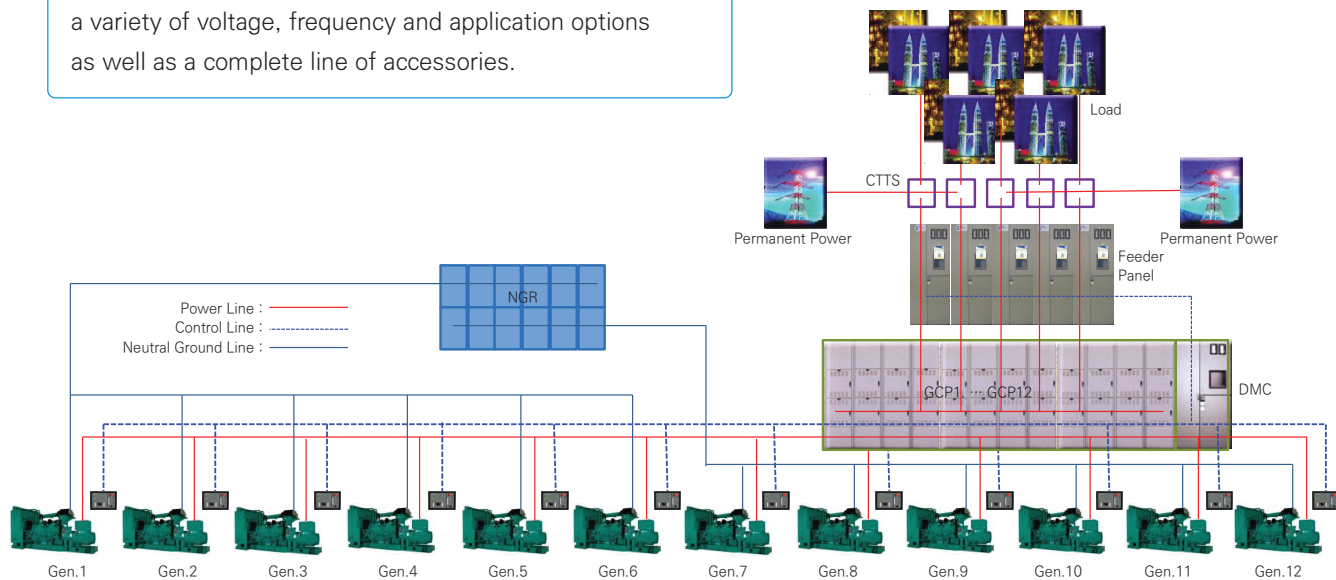 a variety of voltage, frequency and application options
as well as a complete line of accessories.
Load
CTTS
Permanent Power
Permanent Power
Feeder
Panel
NGR
Power Line :
Control Line :
Neutral Ground Line :
GCP1, ··· GCP12
DMC
Gen.1
Gen.2
Gen.3
Gen.4
Gen.5
Gen.6
Gen.7
Gen.8
Gen.9
Gen.10
Gen.11
Gen.12